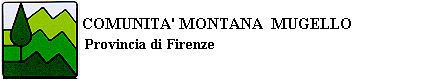 COMUNITA' MONTANA MUGELLO
Provincia di Firenze